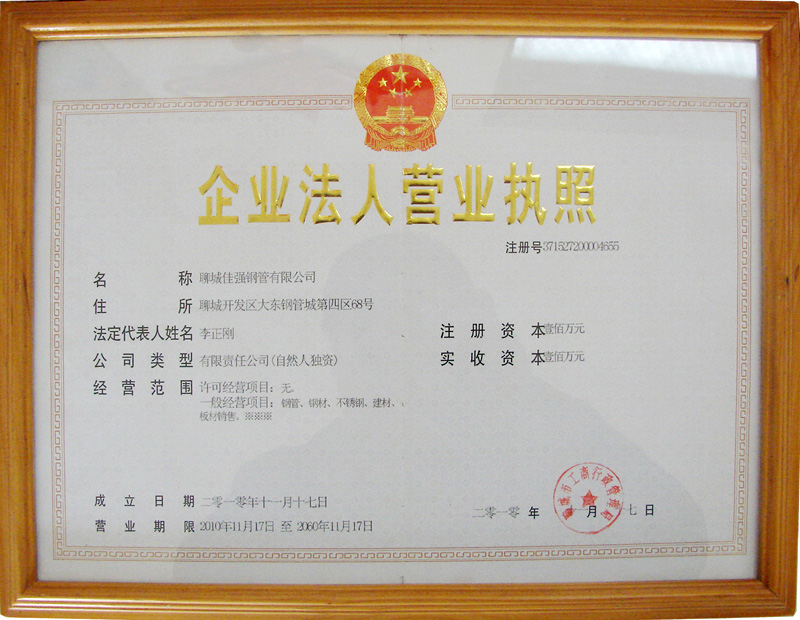 企业法人营业执照
注册号371527200004655
名 称 聊城佳强钢管有限公司
住 所 聊城开发区大东钢管城第四区68号
法定代表人姓名 李正刚 注册资本壹佰万元
公司类型 有限责任公司(自然人独资) 实收资本壹佰万元
经营范围 许可经营项目：无。
一般经营项目：钢管、钢材、不锈钢、建材、
板材销售。※※※
成立日期 二零一零年十一月十七日
营业期限 2010年11月17日 至 2060年11月17日
二零一零 年 月 七 日
市工商行政管理局